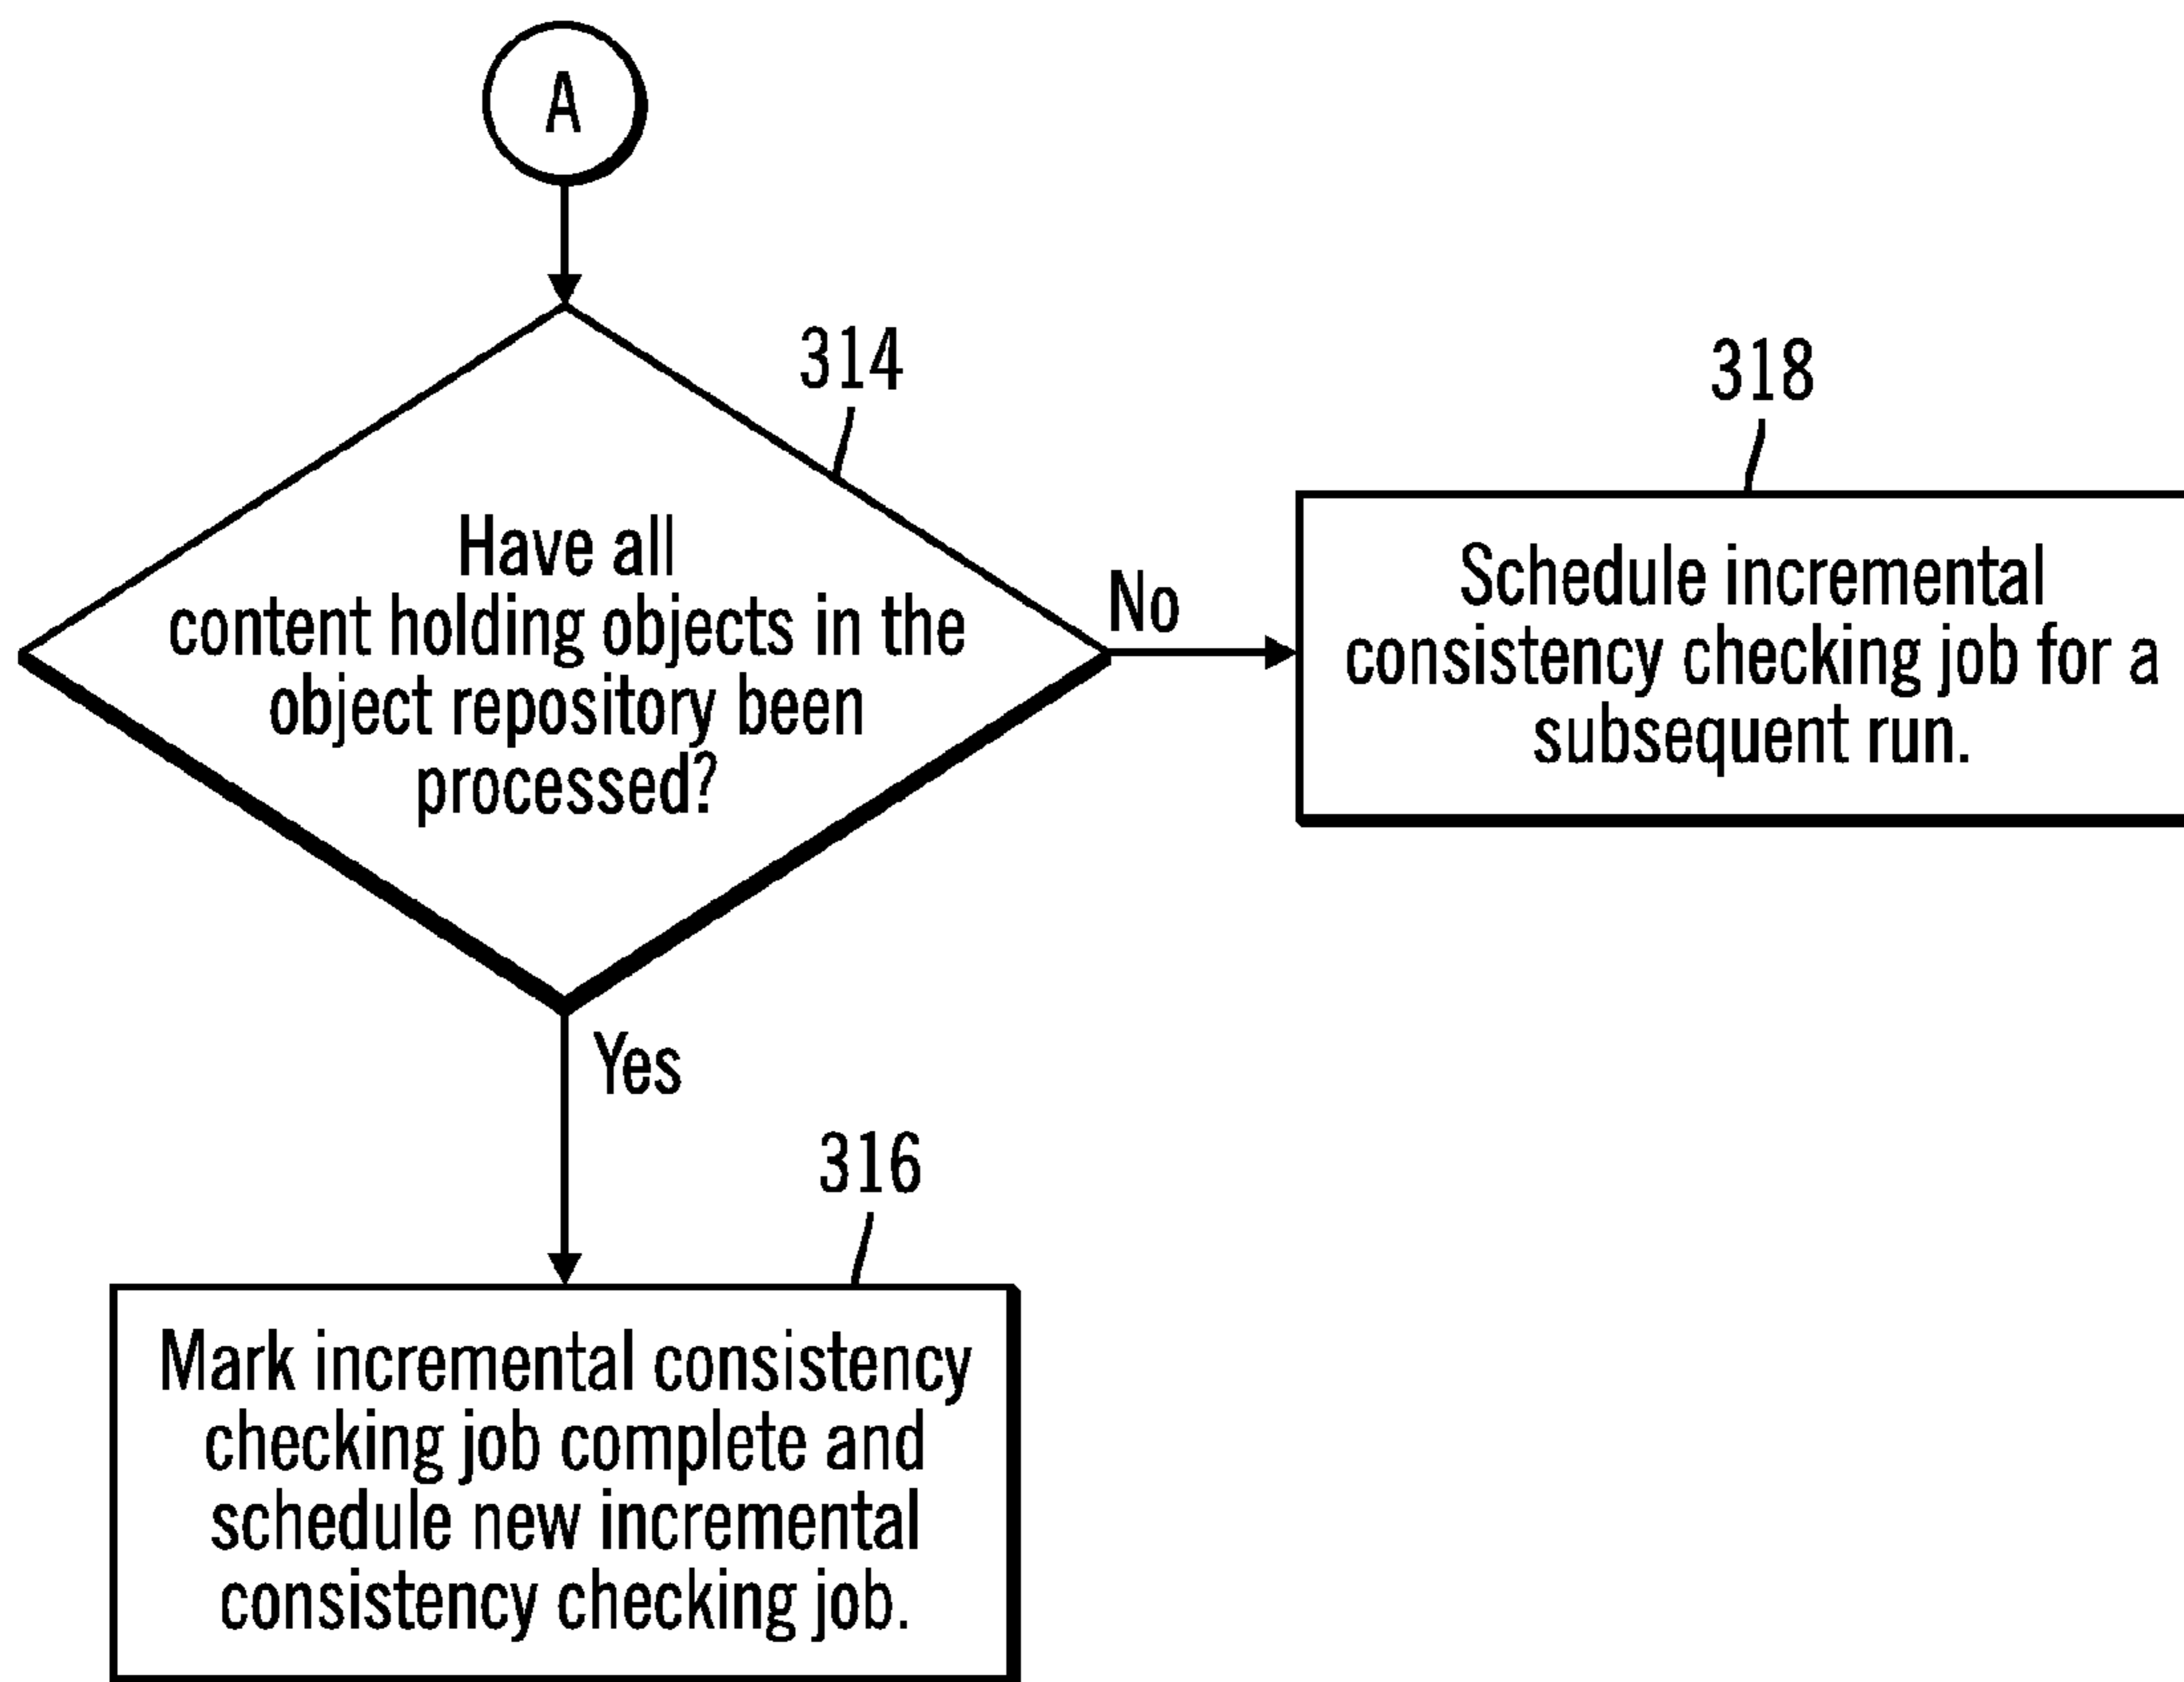 A
314
Have all
content holding objects in the
object repository been
processed?
No
318
Schedule incremental
consistency checking job for a
subsequent run.
Yes
316
Mark incremental consistency
checking job complete and
schedule new incremental
consistency checking job.